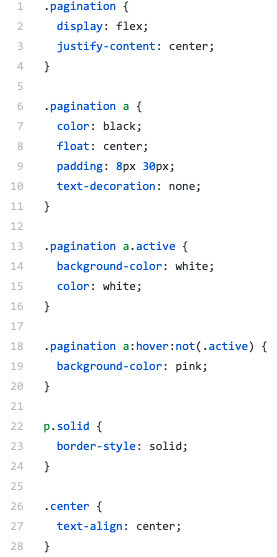 1 .pagination {
2   display: flex;
3   justify-content: center;
4 }
5
6 .pagination a {
7   color: black;
8   float: center;
9   padding: 8px 30px;
10   text-decoration: none;
11 }
12
13 .pagination a.active {
14   background-color: white;
15   color: white;
16 }
17
18 .pagination a:hover:not(.active) {
19   background-color: pink;
20 }
21
22 p.solid {
23   border-style: solid;
24 }
25
26 .center {
27   text-align: center;
28 }